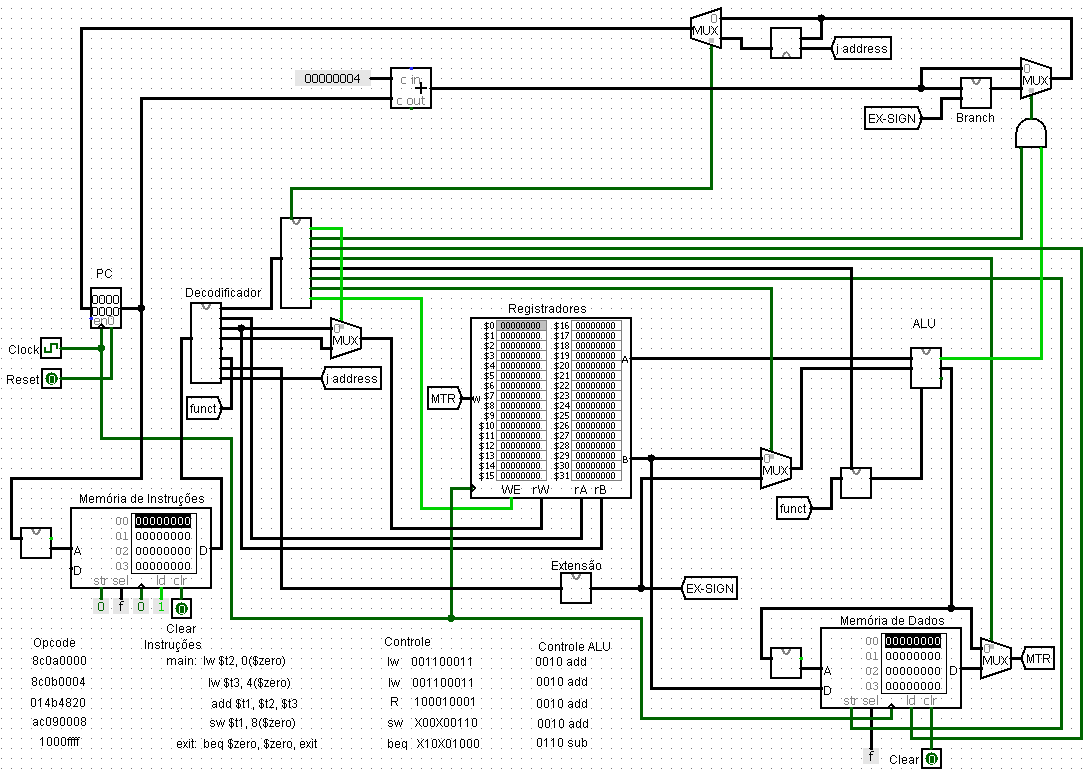 0
MUX
j address
00000004
c in
+
c out
0
MUX
EX-SIGN
Branch
PC
0000
0000
en0
Decodificador
Registradores
ALU
Clock
Reset
0
0
MUX
j address
funct
MTR
W
A
B
$0 00000000 $16 00000000
$1 00000000 $17 00000000
$2 00000000 $18 00000000
$3 00000000 $19 00000000
$4 00000000 $20 00000000
$5 00000000 $21 00000000
$6 00000000 $22 00000000
$7 00000000 $23 00000000
$8 00000000 $24 00000000
$9 00000000 $25 00000000
$10 00000000 $26 00000000
$11 00000000 $27 00000000
$12 00000000 $28 00000000
$13 00000000 $29 00000000
$14 00000000 $30 00000000
$15 00000000 $31 00000000
WE rW rA rB
0
MUX
funct
Memória de Instruções
00 00000000
01 00000000
02 00000000
03 00000000
A
D
D
str sel ld clr
0 f 0 1 0
Clear
Extensão
EX-SIGN
Memória de Dados
00 00000000
01 00000000
02 00000000
03 00000000
A
D
D
str sel ld clr
0
MUX
MTR
f
Clear 0
Opcode Instruções Controle Controle ALU
8c0a0000 main: lw $t2, 0($zero) lw 001100011 0010 add
8c0b0004 lw $t3, 4($zero) lw 001100011 0010 add
014b4820 add $t1, $t2, $t3 R 100010001 0010 add
ac090008 sw $t1, 8($zero) sw X00X00110 0010 add
1000ffff exit: beq $zero, $zero, exit beq X10X01000 0110 sub